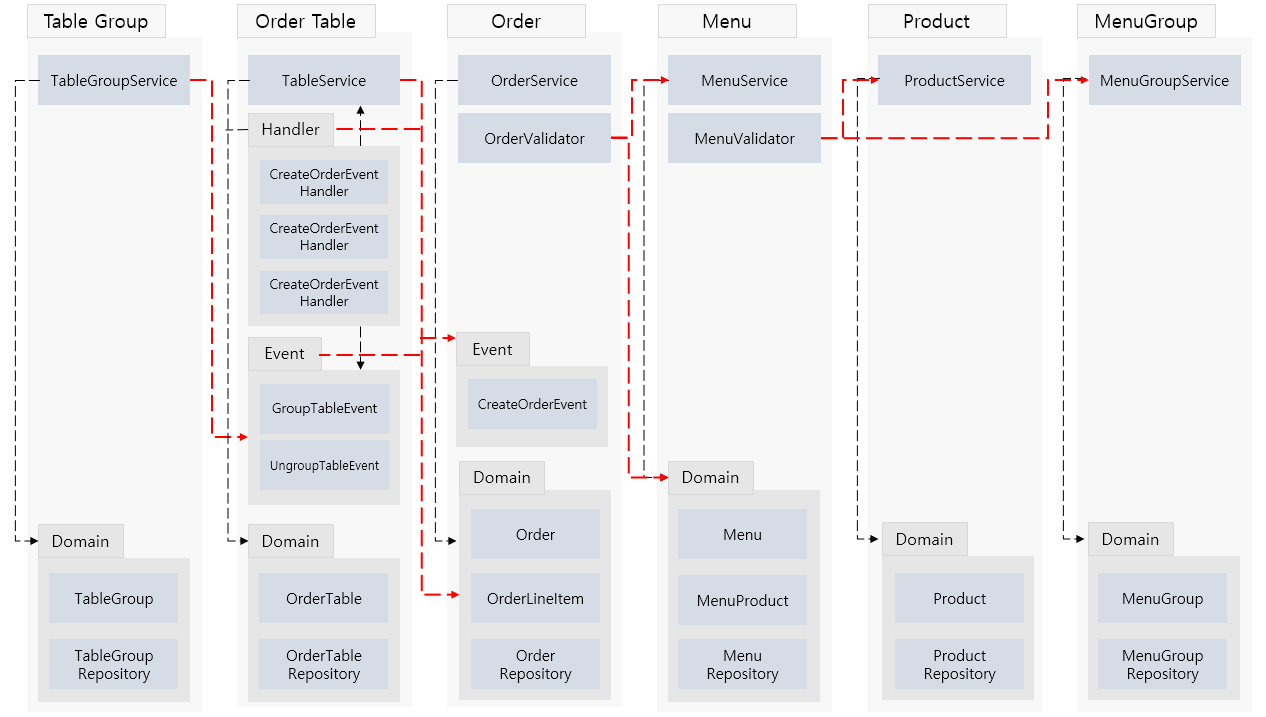 Table Group
TableGroupService
Domain
TableGroup
TableGroup
Repository
Order Table
TableService
Handler
CreateOrderEvent
Handler
CreateOrderEvent
Handler
CreateOrderEvent
Handler
Event
GroupTableEvent
UngroupTableEvent
Domain
OrderTable
OrderTable
Repository
Order
OrderService
OrderValidator
Event
CreateOrderEvent
Domain
Order
OrderLineItem
Order
Repository
Menu
MenuService
MenuValidator
Domain
Menu
MenuProduct
Menu
Repository
Product
ProductService
Domain
Product
Product
Repository
MenuGroup
MenuGroupService
Domain
MenuGroup
MenuGroup
Repository